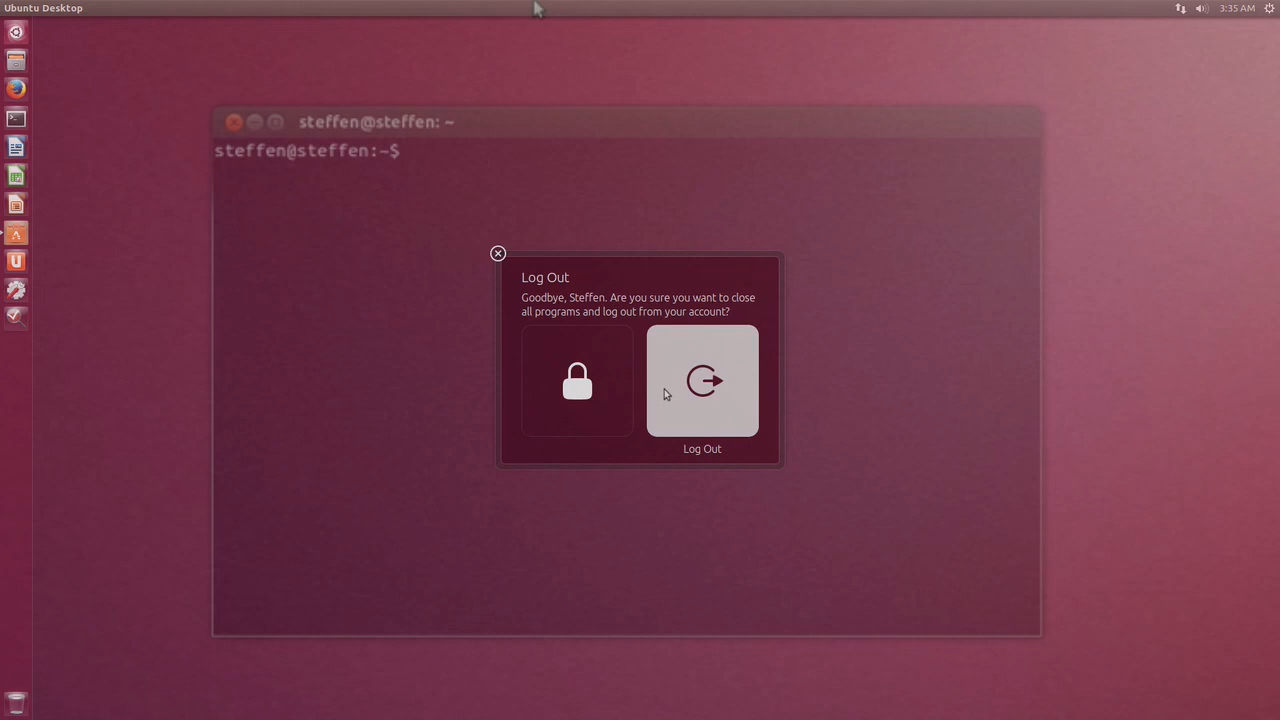 Ubuntu Desktop
3:35 AM
steffen@steffen: ~
steffen@steffen:~$
Log Out
Goodbye, Steffen. Are you sure you want to close
all programs and log out from your account?
Log Out